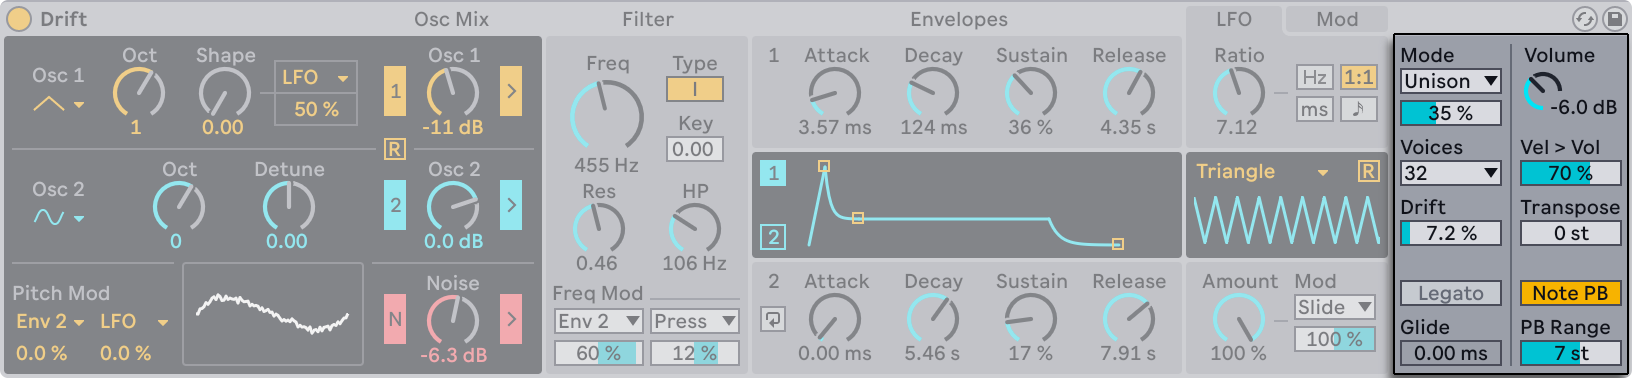 Drift
Osc Mix
Filter
Envelopes
LFO
Mod
Osc 1
Oct
1
Shape
0.00
LFO
50 %
1
Osc 1
-11 dB
R
Osc 2
Oct
0
Detune
0.00
2
Osc 2
0.0 dB
Pitch Mod
Env 2
LFO
0.0 %
0.0 %
N
Noise
-6.3 dB
Freq
455 Hz
Type
I
Key
0.00
Res
0.46
HP
106 Hz
Freq Mod
Env 2
Press
60 %
12 %
1
Attack
3.57 ms
Decay
124 ms
Sustain
36 %
Release
4.35 s
1
2
2
Attack
0.00 ms
Decay
5.46 s
Sustain
17 %
Release
7.91 s
Ratio
7.12
Hz
1:1
ms
Triangle
R
Amount
100 %
Mod
Slide
100 %
Mode
Unison
35 %
Voices
32
Drift
7.2 %
Legato
Glide
0.00 ms
Volume
-6.0 dB
Vel > Vol
70 %
Transpose
0 st
Note PB
PB Range
7 st